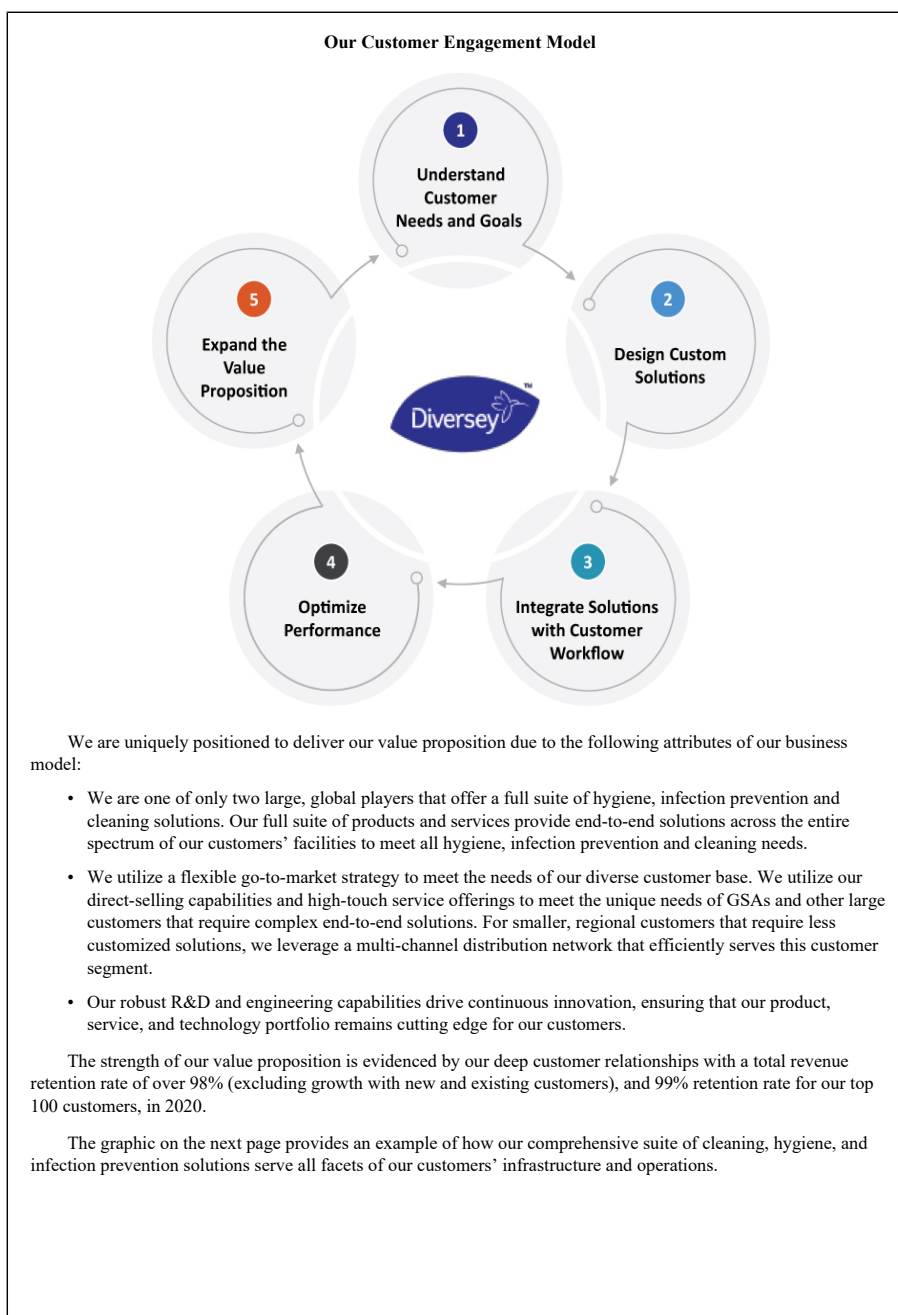 Our Customer Engagement Model
1
Understand
Customer
Needs and Goals
2
Design Custom
Solutions
3
Integrate Solutions
with Customer
Workflow
4
Optimize
Performance
5
Expand the
Value
Proposition
Diversey™
We are uniquely positioned to deliver our value proposition due to the following attributes of our business
model:
• We are one of only two large, global players that offer a full suite of hygiene, infection prevention and
cleaning solutions. Our full suite of products and services provide end-to-end solutions across the entire
spectrum of our customers’ facilities to meet all hygiene, infection prevention and cleaning needs.
• We utilize a flexible go-to-market strategy to meet the needs of our diverse customer base. We utilize our
direct-selling capabilities and high-touch service offerings to meet the unique needs of GSAs and other large
customers that require complex end-to-end solutions. For smaller, regional customers that require less
customized solutions, we leverage a multi-channel distribution network that efficiently serves this customer
segment.
• Our robust R&D and engineering capabilities drive continuous innovation, ensuring that our product,
service, and technology portfolio remains cutting edge for our customers.
The strength of our value proposition is evidenced by our deep customer relationships with a total revenue
retention rate of over 98% (excluding growth with new and existing customers), and 99% retention rate for our top
100 customers, in 2020.
The graphic on the next page provides an example of how our comprehensive suite of cleaning, hygiene, and
infection prevention solutions serve all facets of our customers’ infrastructure and operations.